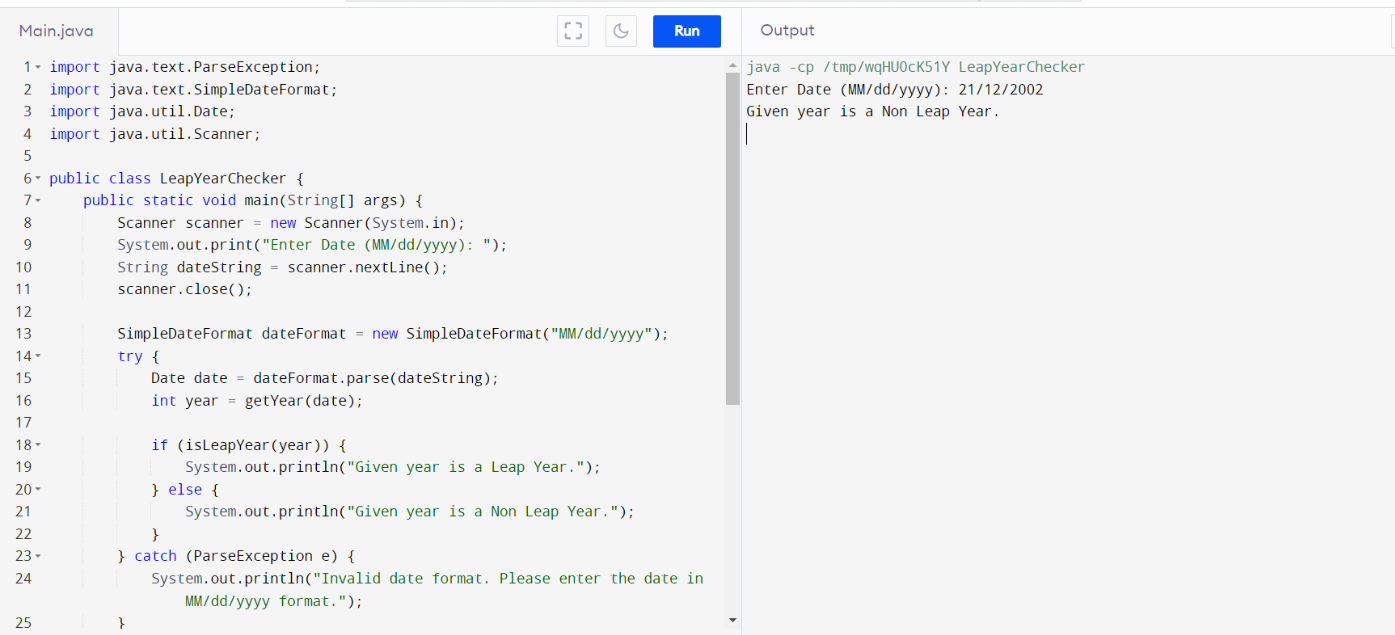 Main.java
Run
Output
1 import java.text.ParseException;
2 import java.text.SimpleDateFormat;
3 import java.util.Date;
4 import java.util.Scanner;
5
6 public class LeapYearChecker {
7 public static void main(String[] args) {
8 Scanner scanner = new Scanner(System.in);
9 System.out.print("Enter Date (MM/dd/yyyy): ");
10 String dateString = scanner.nextLine();
11 scanner.close();
12
13 SimpleDateFormat dateFormat = new SimpleDateFormat("MM/dd/yyyy");
14 try {
15 Date date = dateFormat.parse(dateString);
16 int year = getYear(date);
17
18 if (isLeapYear(year)) {
19 System.out.println("Given year is a Leap Year.");
20 } else {
21 System.out.println("Given year is a Non Leap Year.");
22 }
23 } catch (ParseException e) {
24 System.out.println("Invalid date format. Please enter the date in
MM/dd/yyyy format.");
25 }
java -cp /tmp/wqHU0cK51Y LeapYearChecker
Enter Date (MM/dd/yyyy): 21/12/2002
Given year is a Non Leap Year.